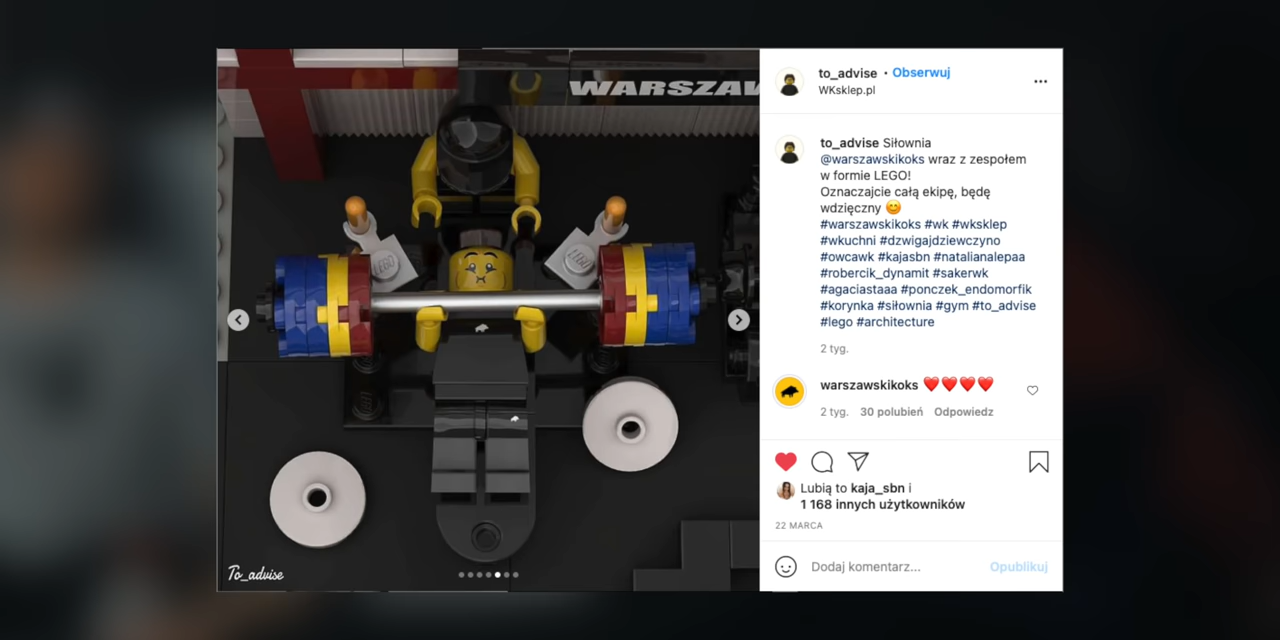 WARSZAW
LEGO
LEGO
To_advise
to_advise • Obserwuj
WKsklep.pl
to_advise Siłownia
@warszawskikoks wraz z zespołem
w formie LEGO!
Oznaczajcie całą ekipę, będę
wdzięczny 😊
#warszawskikoks #wk #wksklep
#wkuchni #dzwigajdziewczyno
#owcawk #kajasbn #natalianalepaa
#robercik_dynamit #sakerwk
#agaciastaaa #ponczek_endomorfik
#korynka #siłownia #gym #to_advise
#lego #architecture
2 tyg.
warszawskikoks ❤️❤️❤️❤️
2 tyg. 30 polubień Odpowiedz
Lubią to kaja_sbn i
1 168 innych użytkowników
22 MARCA
Dodaj komentarz... Opublikuj